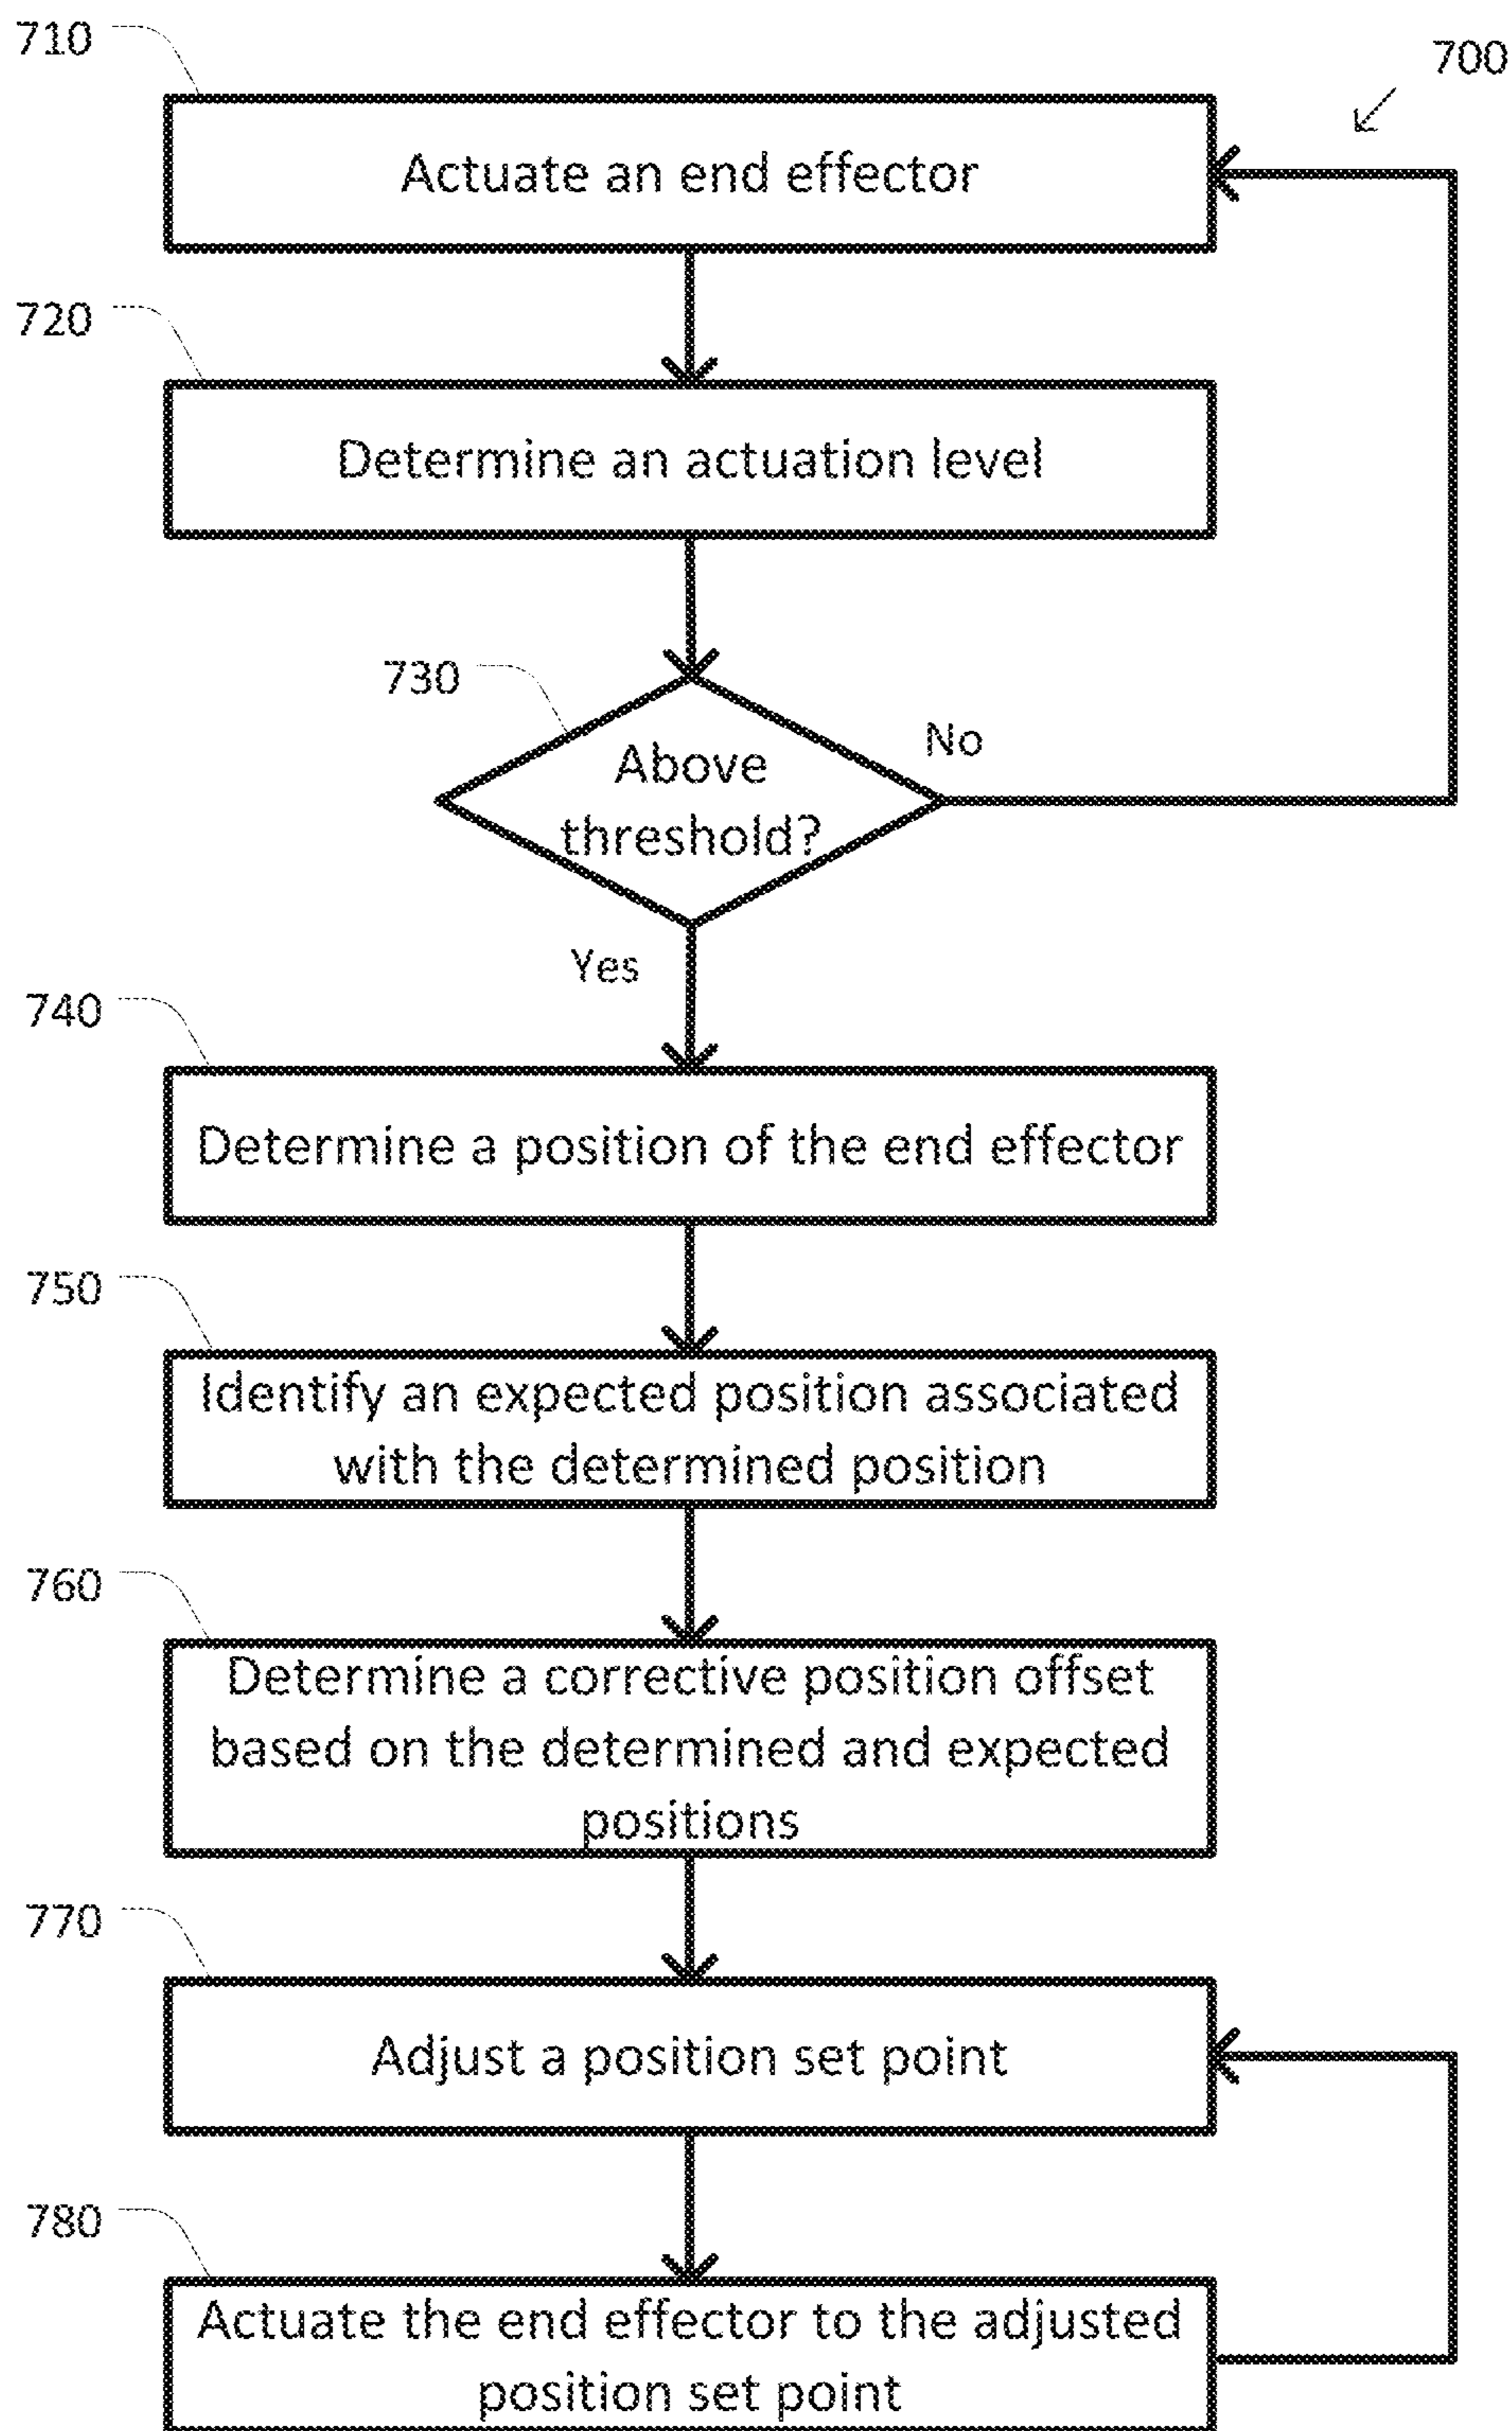 710
700
Actuate an end effector
720
Determine an actuation level
730
Above
threshold?
No
Yes
740
Determine a position of the end effector
750
Identify an expected position associated
with the determined position
760
Determine a corrective position offset
based on the determined and expected
positions
770
Adjust a position set point
780
Actuate the end effector to the adjusted
position set point